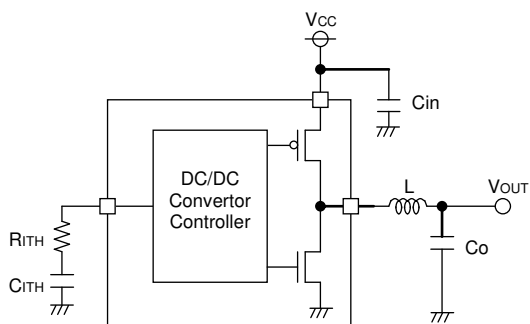 VCC
Cin
DC/DC
Convertor
Controller
L
VOUT
RITH
Co
CITH